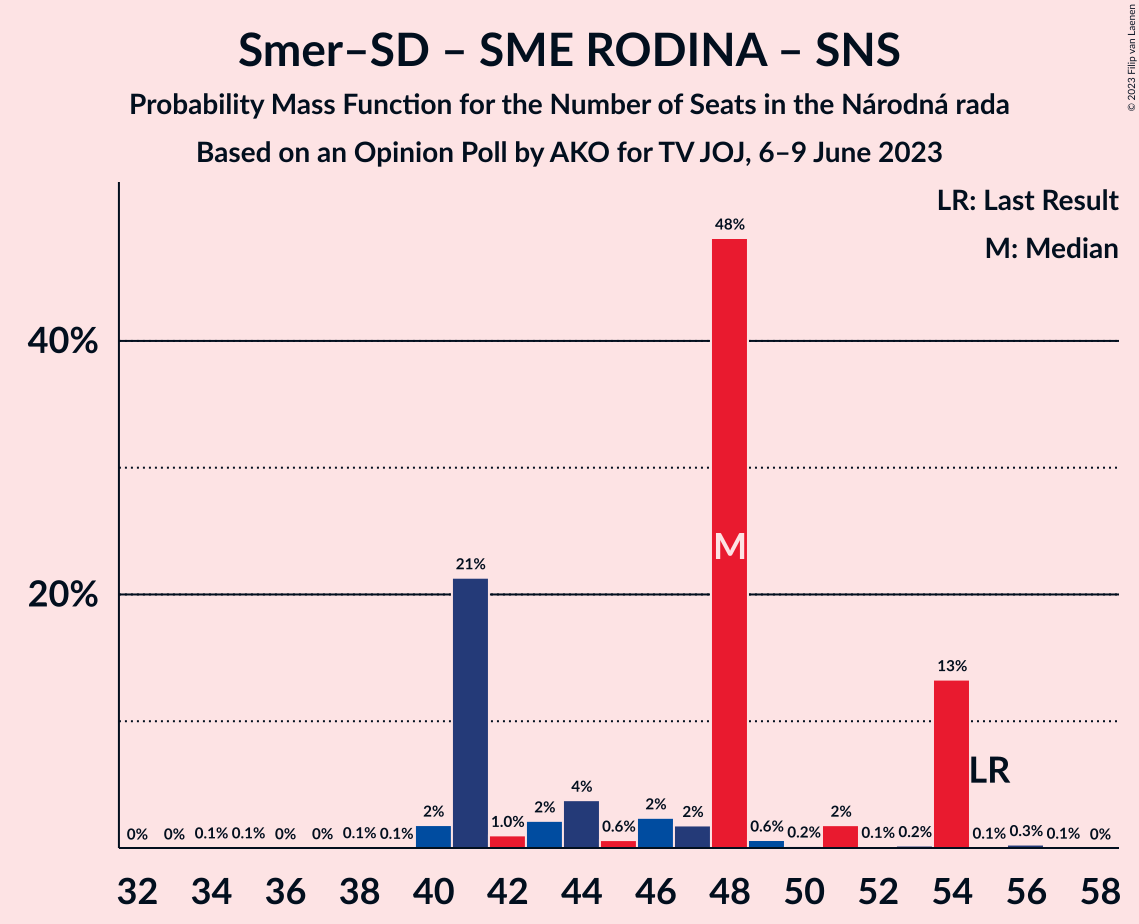 Smer–SD – SME RODINA – SNS
Probability Mass Function for the Number of Seats in the Národná rada
Based on an Opinion Poll by AKO for TV JOJ, 6–9 June 2023
© 2023 Filip van Laenen
LR: Last Result
M: Median
40%
20%
0% 0% 0.1% 0.1% 0% 0% 0.1% 0.1% 2% 21% 1.0% 2% 4% 0.6% 2% 2% 48% 0.6% 0.2% 2% 0.1% 0.2% 13% 0.1% 0.3% 0.1% 0%
M
LR
32 34 36 38 40 42 44 46 48 50 52 54 56 58